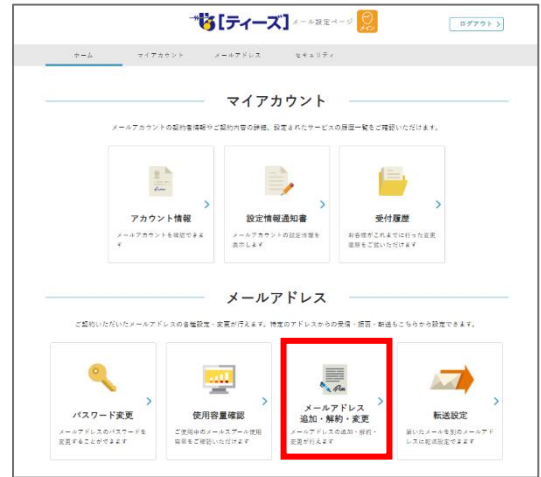 [ティーズ] メール設定ページ メイン
ログアウト >
ホーム マイアカウント メールアドレス セキュリティ
マイアカウント
メールアカウントの契約者情報やご契約内容の詳細、設定されたサービスの履歴一覧をご確認いただけます。
アカウント情報
メールアカウントを確認できま
す
設定情報通知書
メールアカウントの設定情報を
表示します
受付履歴
お客様がこれまでに行った変更
履歴をご覧いただけます
メールアドレス
ご契約いただいたメールアドレスの各種設定・変更が行えます。特定のアドレスからの受信・拒否・転送もこちらから設定できます。
パスワード変更
メールアドレスのパスワードを
変更することができます
使用容量確認
ご使用中のメールスプール使用
容量をご確認いただけます
メールアドレス
追加・解約・変更
メールアドレスの追加・解約・
変更が行えます
転送設定
届いたメールを別のメールアド
レスに転送設定できます